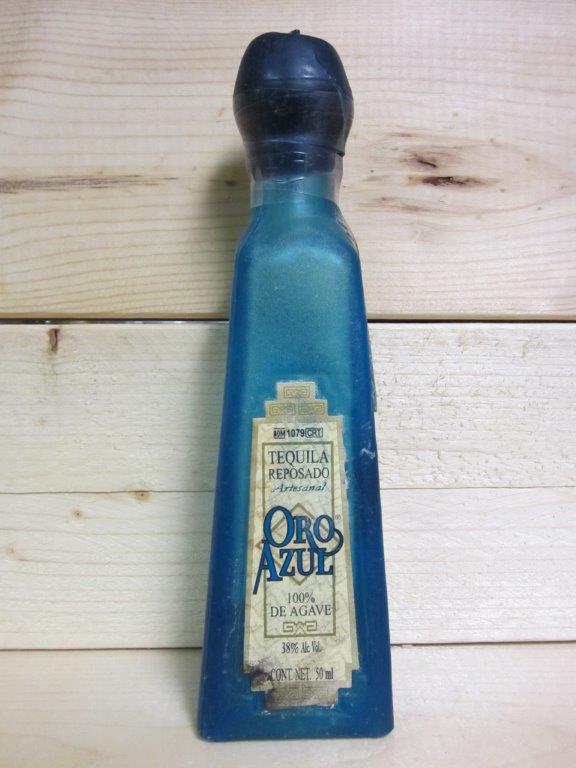 NOM 1079 CRT
TEQUILA
REPOSADO
Artesanal
ORO®
AZUL
100%
DE AGAVE
38% Alc Vol.
CONT. NET. 50 ml